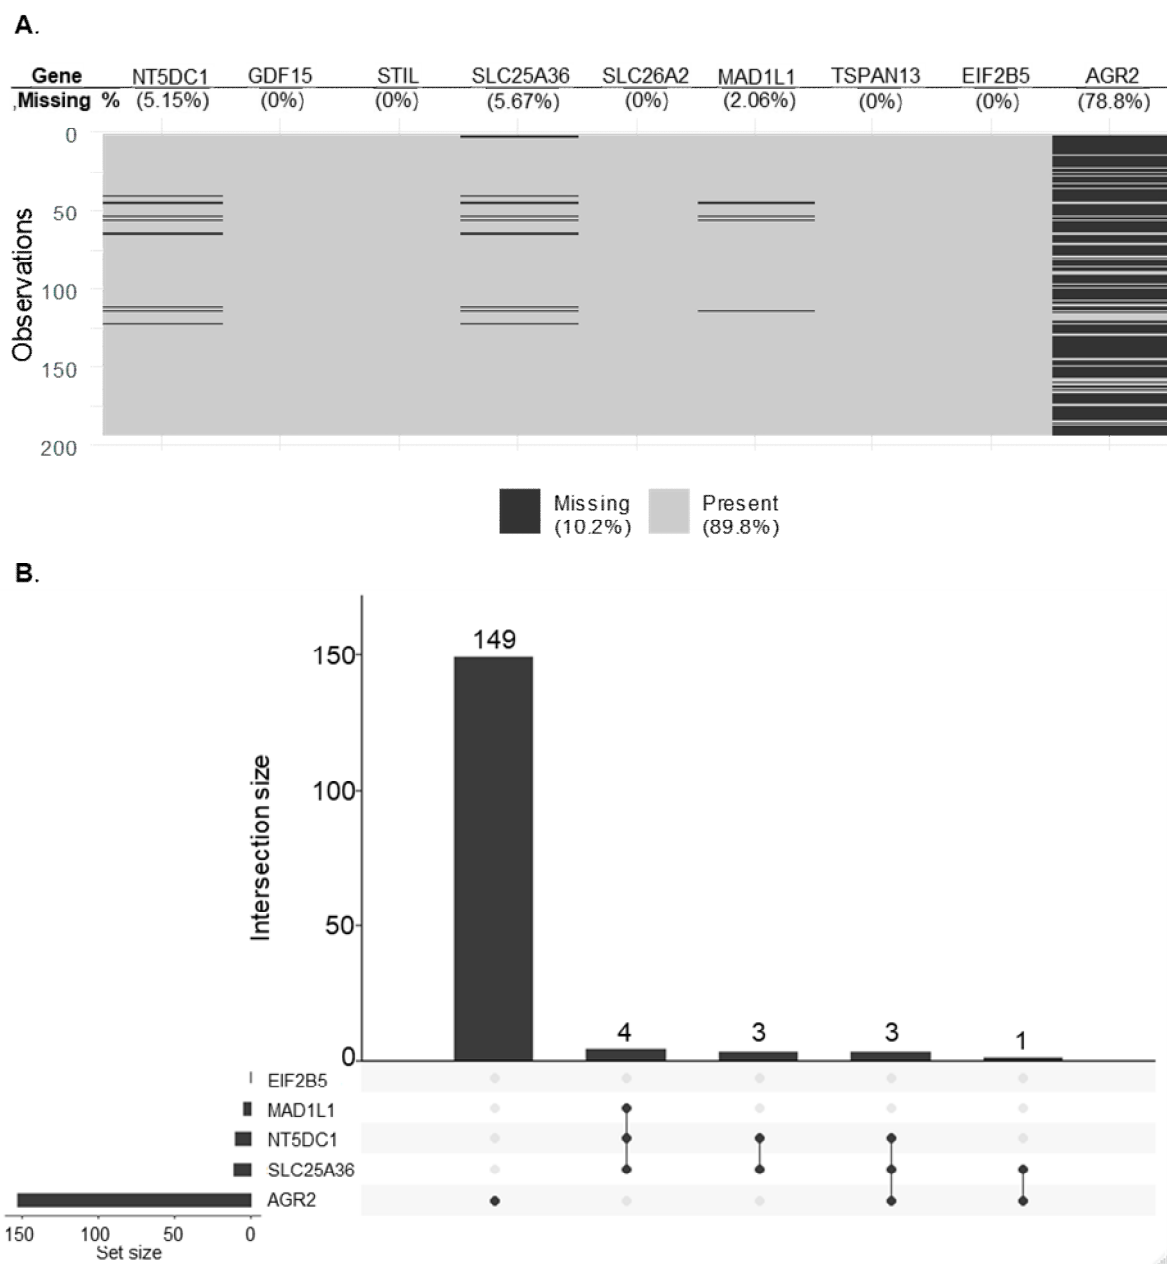 A.
Gene NT5DC1 GDF15 STIL SLC25A36 SLC26A2 MAD1L1 TSPAN13 EIF2B5 AGR2
,Missing % (5.15%) (0%) (0%) (5.67%) (0%) (2.06%) (0%) (0%) (78.8%)
0
50
100
150
200
Observations
Missing Present
(10.2%) (89.8%)
B.
149
150
100
50
0
Intersection size
4 3 3 1
EIF2B5
MAD1L1
NT5DC1
SLC25A36
AGR2
150 100 50 0
Set size